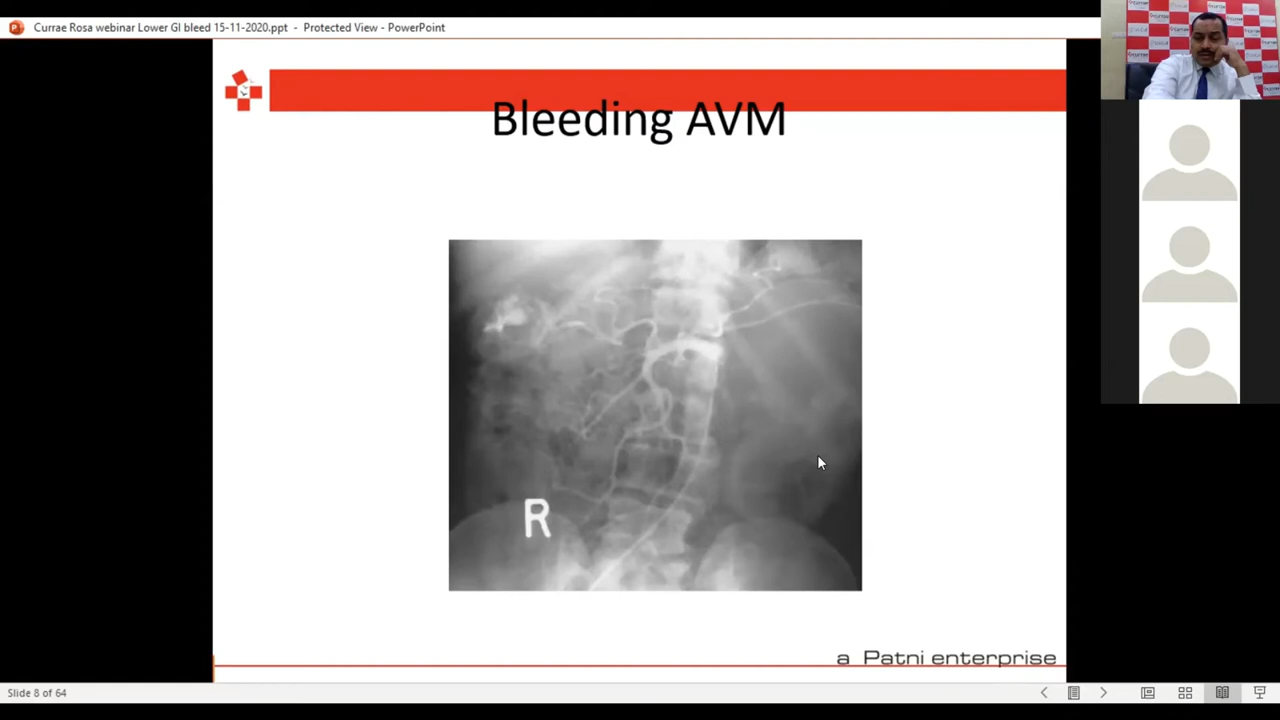 Currae Rosa webinar Lower GI bleed 15-11-2020.ppt - Protected View - PowerPoint
Bleeding AVM
R
a Patni enterprise
Slide 8 of 64